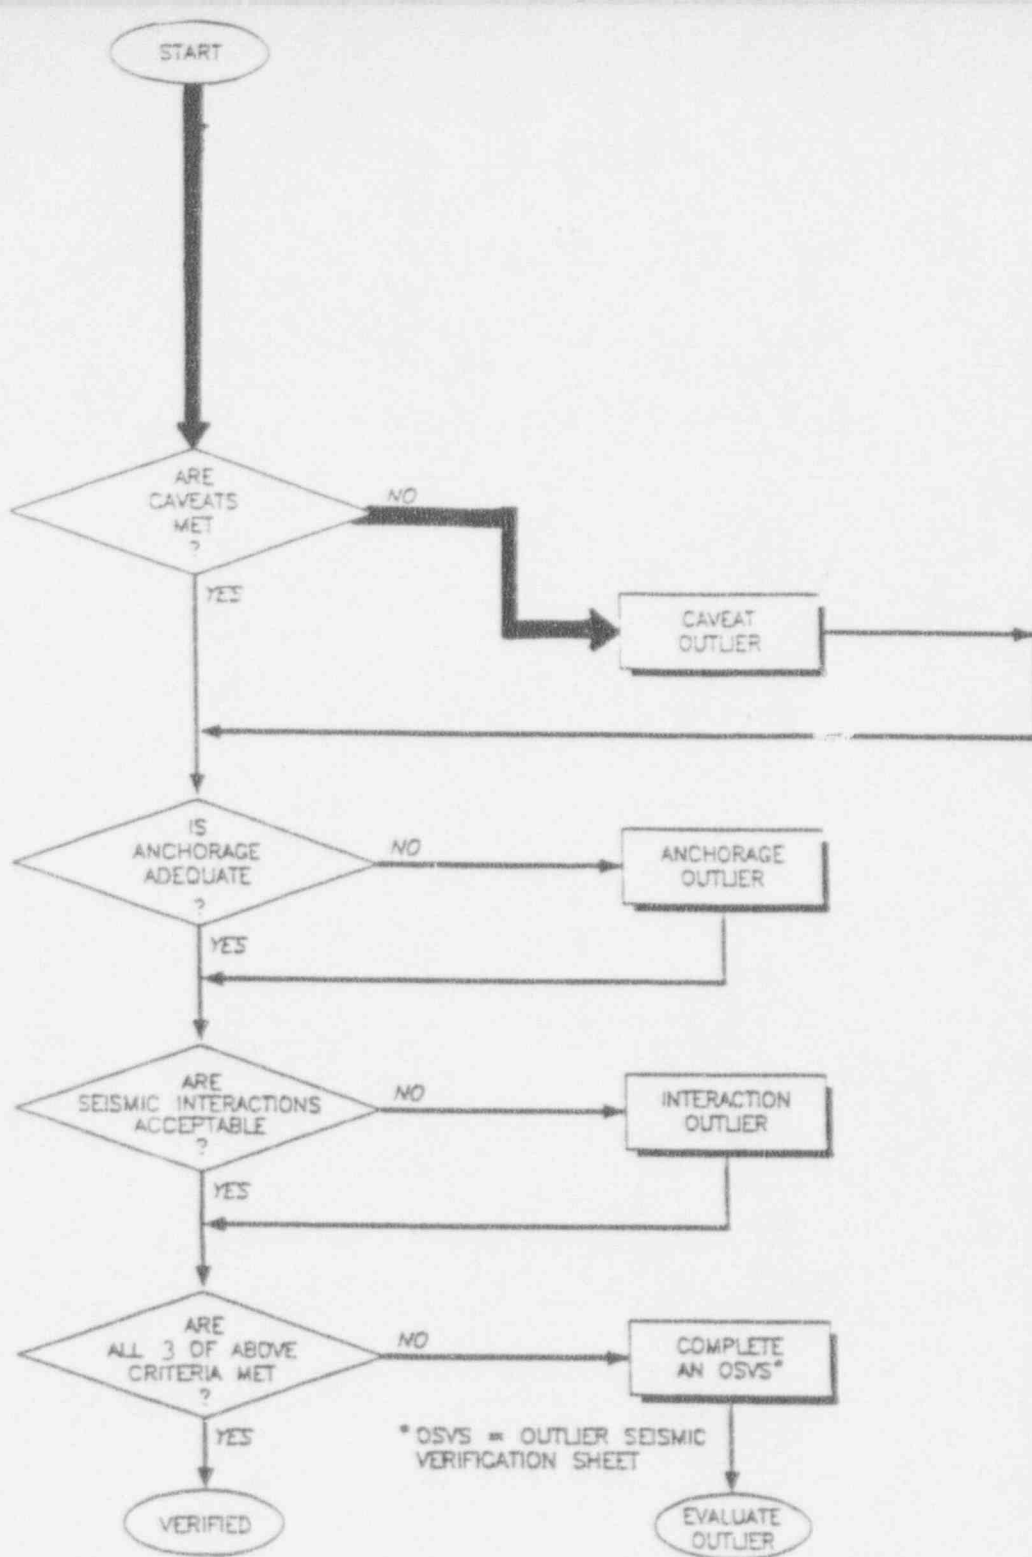 START
ARE
CAVEATS
MET
?
NO
YES
CAVEAT
OUTLIER
IS
ANCHORAGE
ADEQUATE
?
NO
YES
ANCHORAGE
OUTLIER
ARE
SEISMIC INTERACTIONS
ACCEPTABLE
?
NO
YES
INTERACTION
OUTLIER
ARE
ALL 3 OF ABOVE
CRITERIA MET
?
NO
YES
COMPLETE
AN OSVS*
*OSVS = OUTLIER SEISMIC
VERIFICATION SHEET
VERIFIED
EVALUATE
OUTLIER